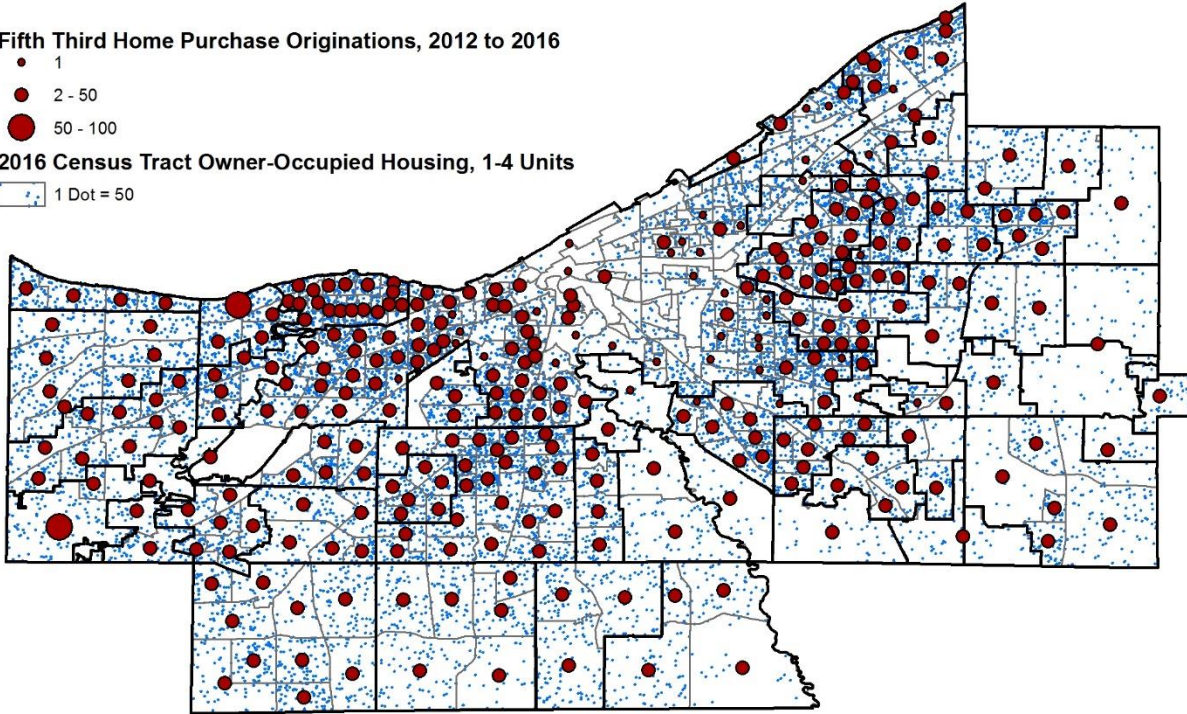 Fifth Third Home Purchase Originations, 2012 to 2016
1
2 - 50
50 - 100
2016 Census Tract Owner-Occupied Housing, 1-4 Units
1 Dot = 50